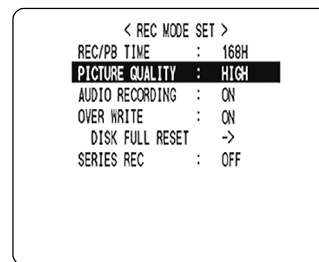 < REC MODE SET >
REC/PB TIME : 168H
PICTURE QUALITY : HIGH
AUDIO RECORDING : ON
OVER WRITE : ON
DISK FULL RESET ->
SERIES REC : OFF